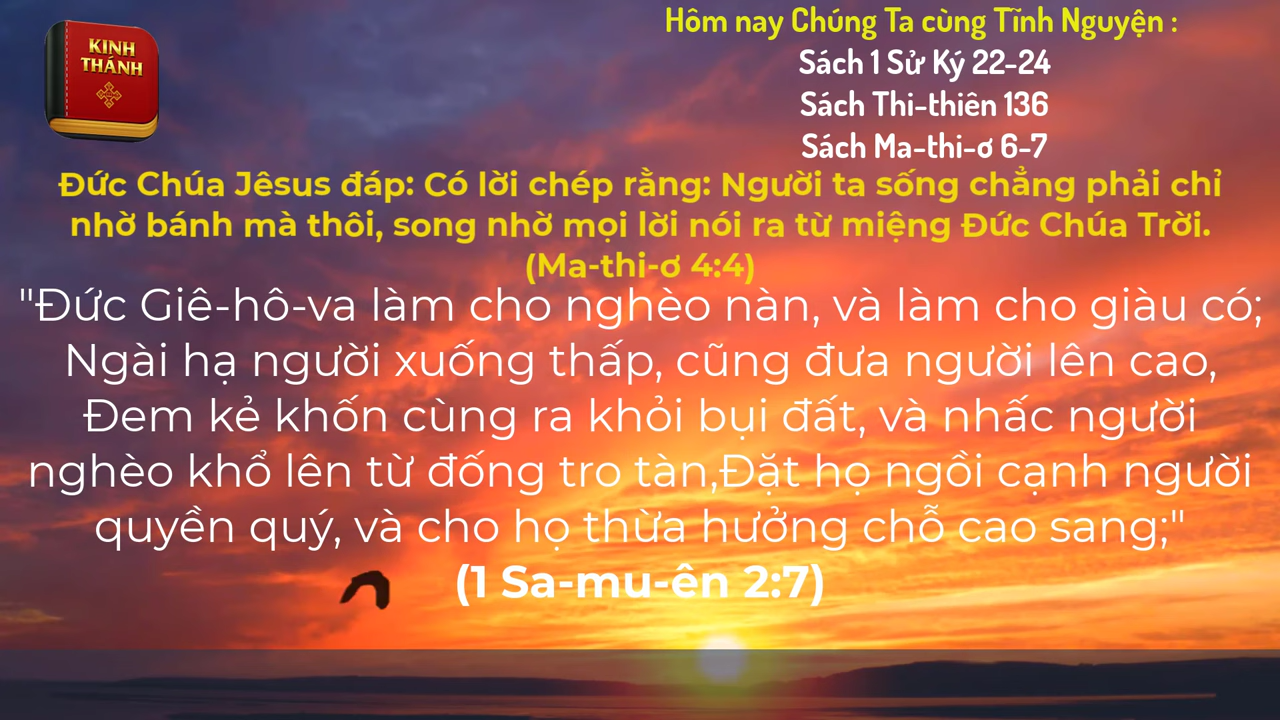 KINH
THÁNH
Hôm nay Chúng Ta cùng Tĩnh Nguyện :
Sách 1 Sử Ký 22-24
Sách Thi-thiên 136
Sách Ma-thi-ơ 6-7
Đức Chúa Jêsus đáp: Có lời chép rằng: Người ta sống chẳng phải chỉ
nhờ bánh mà thôi, song nhờ mọi lời nói ra từ miệng Đức Chúa Trời.
(Ma-thi-ơ 4:4)
"Đức Giê-hô-va làm cho nghèo nàn, và làm cho giàu có;
Ngài hạ người xuống thấp, cũng đưa người lên cao,
Đem kẻ khốn cùng ra khỏi bụi đất, và nhấc người
nghèo khổ lên từ đống tro tàn,Đặt họ ngồi cạnh người
quyền quý, và cho họ thừa hưởng chỗ cao sang;"
(1 Sa-mu-ên 2:7)